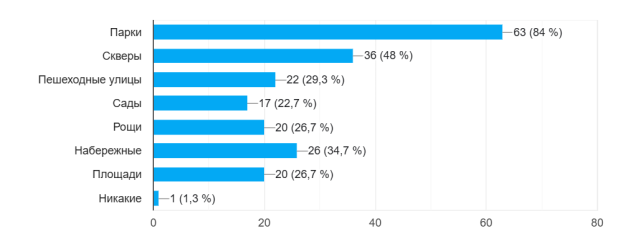 Парки 63 (84 %)
Скверы 36 (48 %)
Пешеходные улицы 22 (29,3 %)
Сады 17 (22,7 %)
Рощи 20 (26,7 %)
Набережные 26 (34,7 %)
Площади 20 (26,7 %)
Никакие 1 (1,3 %)
0 20 40 60 80